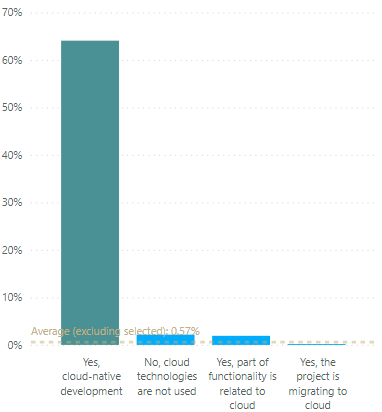 70%
60%
50%
40%
30%
20%
10%
Average (excluding selected): 0.57%
0%
Yes,
cloud-native
development
No, cloud
technologies
are not used
Yes, part of
functionality is
related to
cloud
Yes, the
project is
migrating to
cloud